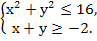 x² + y² ≤ 16,
x + y ≥ −2.